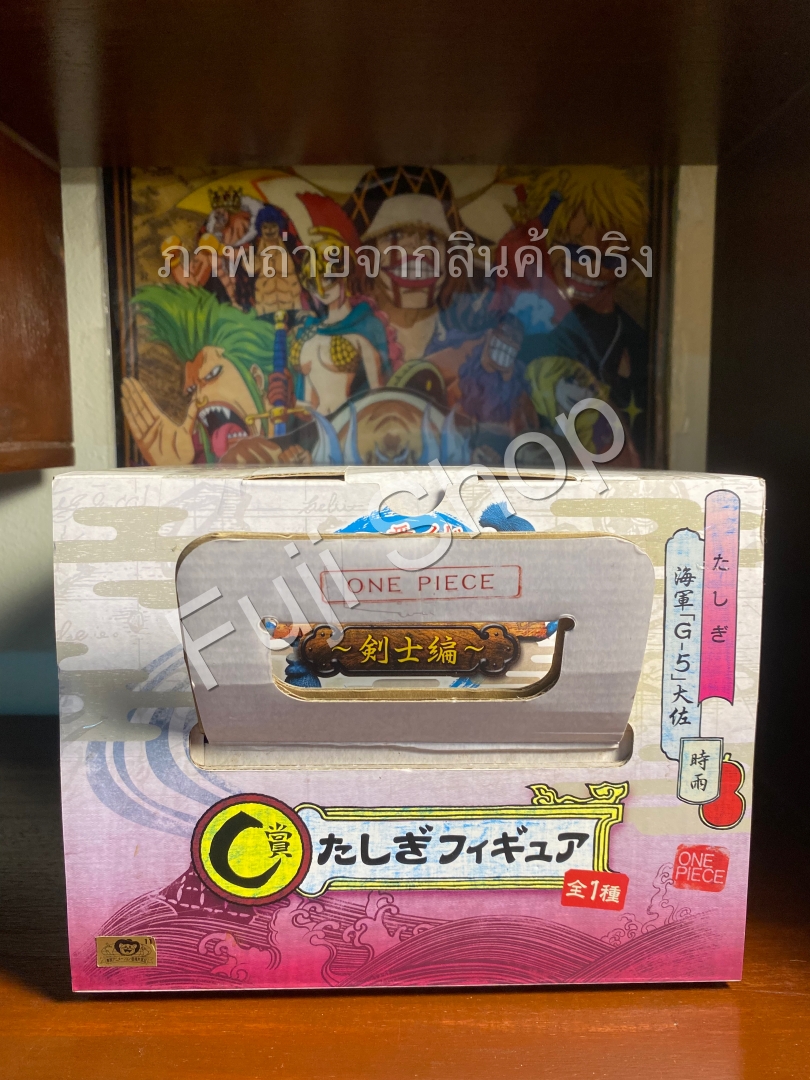 ภาพถ่ายจากสินค้าจริง
Fuji Shop
ONE PIECE
~剣士編~
たしぎ
海軍「G-5」大佐
時雨
C賞
たしぎフィギュア
全1種
ONE
PIECE